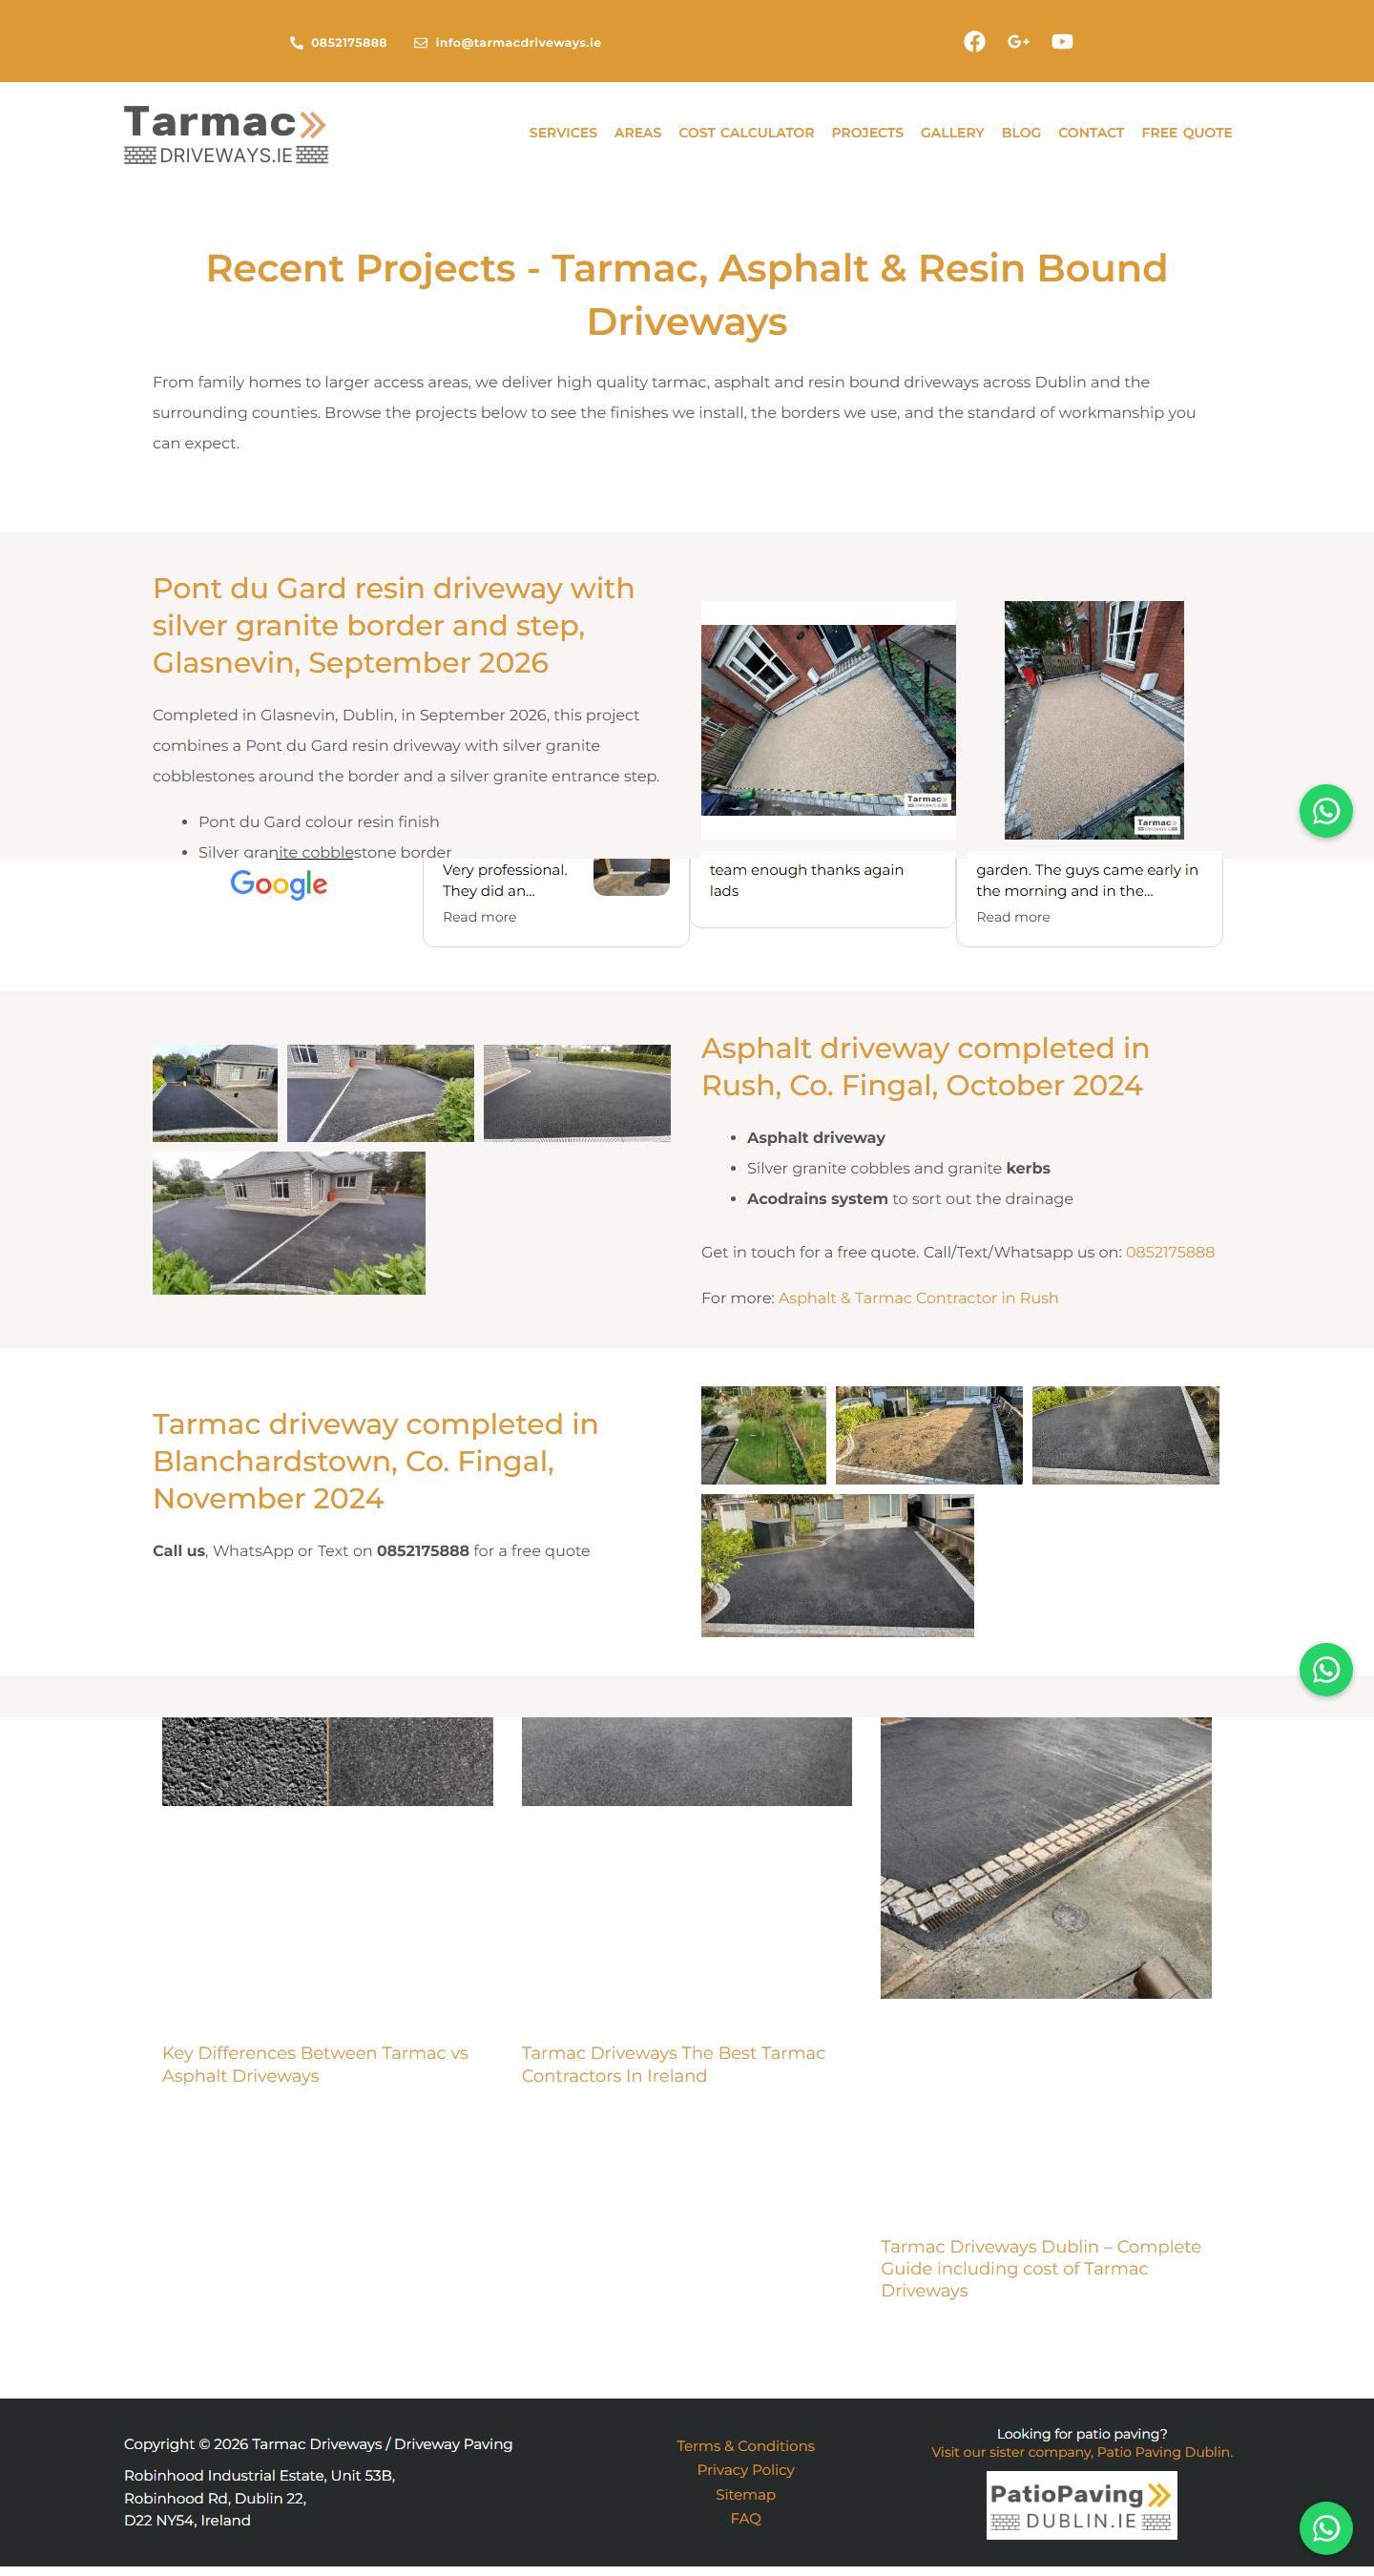 0852175888
info@tarmacdriveways.ie
Tarmac
DRIVEWAYS.IE
SERVICES AREAS COST CALCULATOR PROJECTS GALLERY BLOG CONTACT FREE QUOTE
Recent Projects - Tarmac, Asphalt & Resin Bound
Driveways
From family homes to larger access areas, we deliver high quality tarmac, asphalt and resin bound driveways across Dublin and the
surrounding counties. Browse the projects below to see the finishes we install, the borders we use, and the standard of workmanship you
can expect.
Pont du Gard resin driveway with
silver granite border and step,
Glasnevin, September 2026
Completed in Glasnevin, Dublin, in September 2026, this project
combines a Pont du Gard resin driveway with silver granite
cobblestones around the border and a silver granite entrance step.
• Pont du Gard colour resin finish
• Silver granite cobblestone border
Tarmac
Tarmac
Google
Very professional.
They did an...
Read more
team enough thanks again
lads
garden. The guys came early in
the morning and in the...
Read more
Asphalt driveway completed in
Rush, Co. Fingal, October 2024
• Asphalt driveway
• Silver granite cobbles and granite kerbs
• Acodrains system to sort out the drainage
Get in touch for a free quote. Call/Text/Whatsapp us on: 0852175888
For more: Asphalt & Tarmac Contractor in Rush
Tarmac driveway completed in
Blanchardstown, Co. Fingal,
November 2024
Call us, WhatsApp or Text on 0852175888 for a free quote
Key Differences Between Tarmac vs
Asphalt Driveways
Tarmac Driveways The Best Tarmac
Contractors In Ireland
Tarmac Driveways Dublin – Complete
Guide including cost of Tarmac
Driveways
Copyright © 2026 Tarmac Driveways / Driveway Paving
Robinhood Industrial Estate, Unit 53B,
Robinhood Rd, Dublin 22,
D22 NY54, Ireland
Terms & Conditions
Privacy Policy
Sitemap
FAQ
Looking for patio paving?
Visit our sister company, Patio Paving Dublin.
PatioPaving
DUBLIN.IE